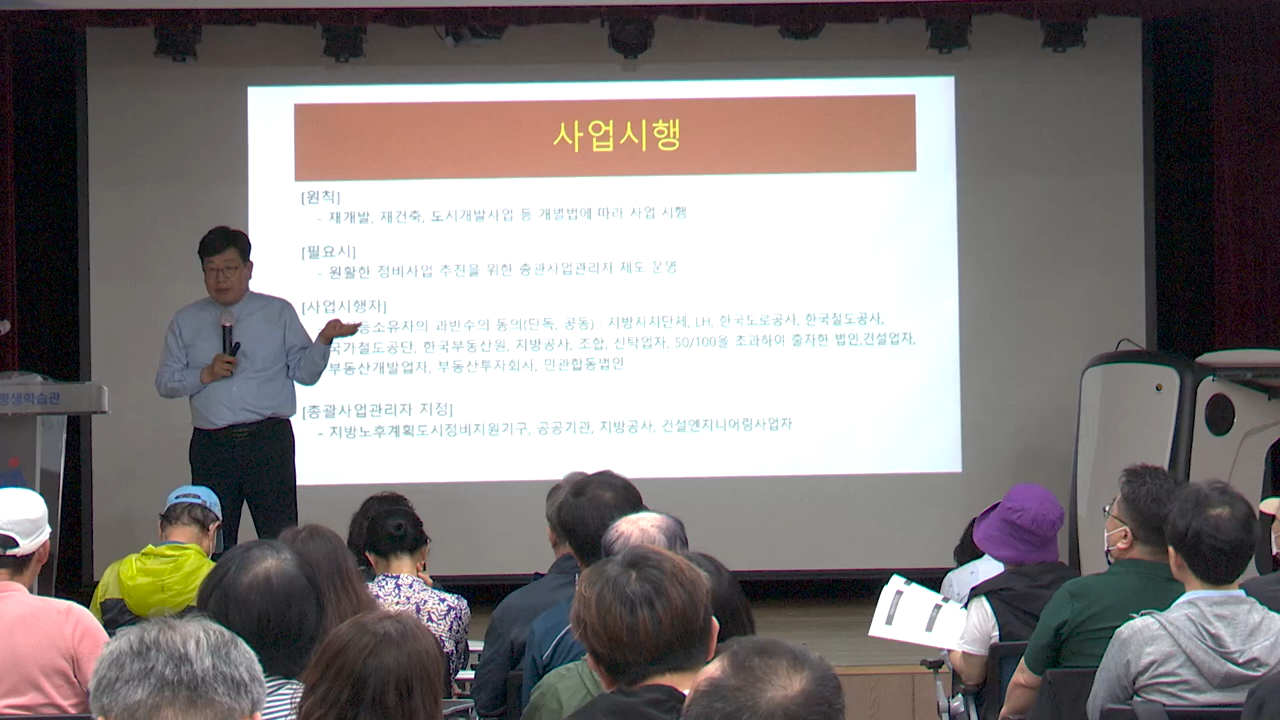 사업시행
[원칙]
- 재개발, 재건축, 도시개발사업 등 개별법에 따라 사업 시행
[필요시]
- 원활한 정비사업 추진을 위한 총괄사업관리자 제도 운영
[사업시행자]
등소유자의 과반수의 동의(단독, 공동) : 지방자치단체, LH, 한국도로공사, 한국철도공사,
국가철도공단, 한국부동산원, 지방공사, 조합, 신탁업자, 50/100을 초과하여 출자한 법인,건설업자,
부동산개발업자, 부동산투자회사, 민관합동법인
[총괄사업관리자 지정]
- 지방노후계획도시정비지원기구, 공공기관, 지방공사, 건설엔지니어링사업자
평생학습관